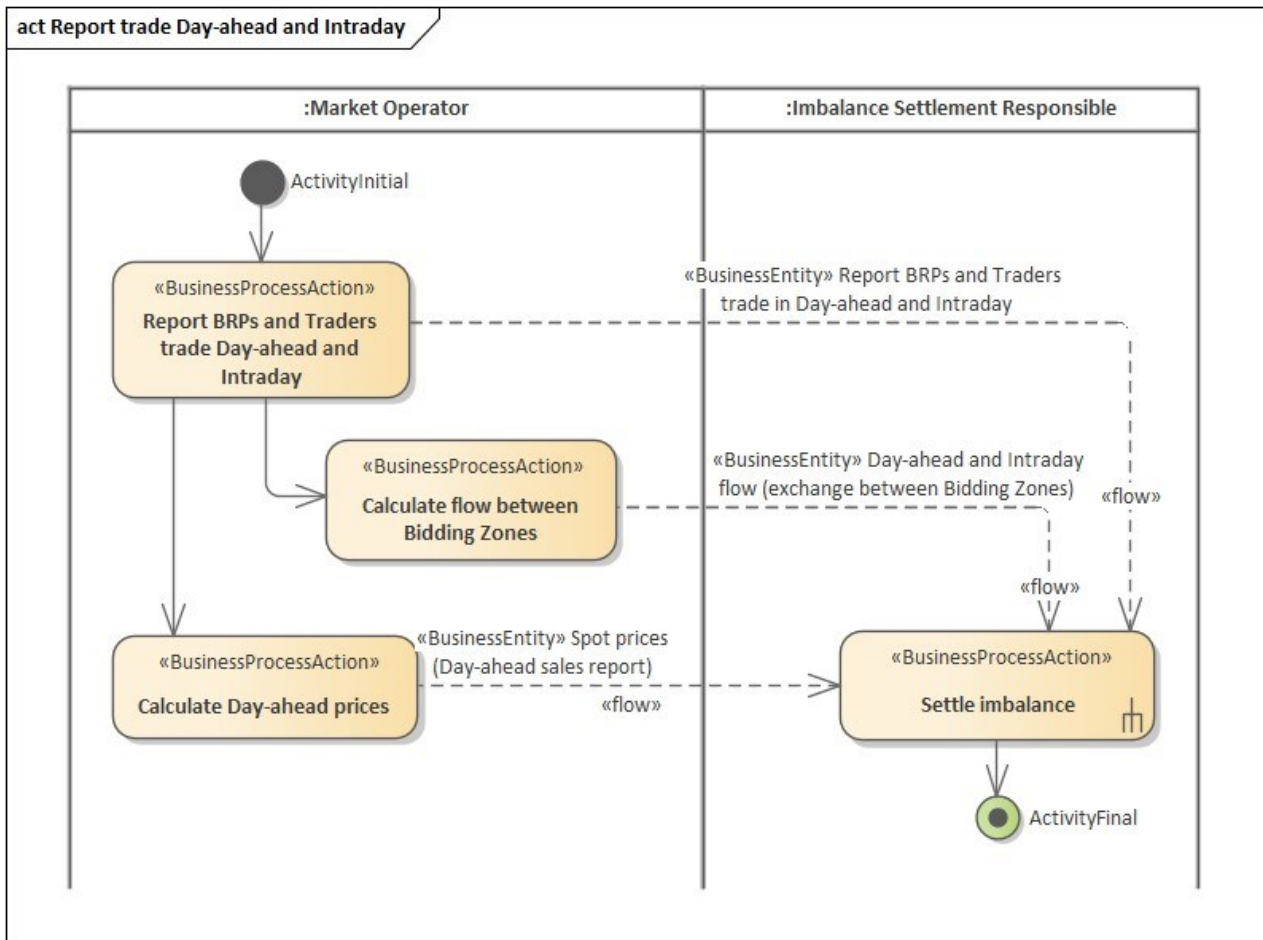 act Report trade Day-ahead and Intraday
:Market Operator
:Imbalance Settlement Responsible
ActivityInitial
«BusinessProcessAction»
Report BRPs and Traders
trade Day-ahead and
Intraday
«BusinessEntity» Report BRPs and Traders
trade in Day-ahead and Intraday
«BusinessProcessAction»
Calculate flow between
Bidding Zones
«BusinessEntity» Day-ahead and Intraday
flow (exchange between Bidding Zones)
«flow»
«flow»
«BusinessProcessAction»
Calculate Day-ahead prices
«BusinessEntity» Spot prices
(Day-ahead sales report)
«flow»
«BusinessProcessAction»
Settle imbalance
ActivityFinal